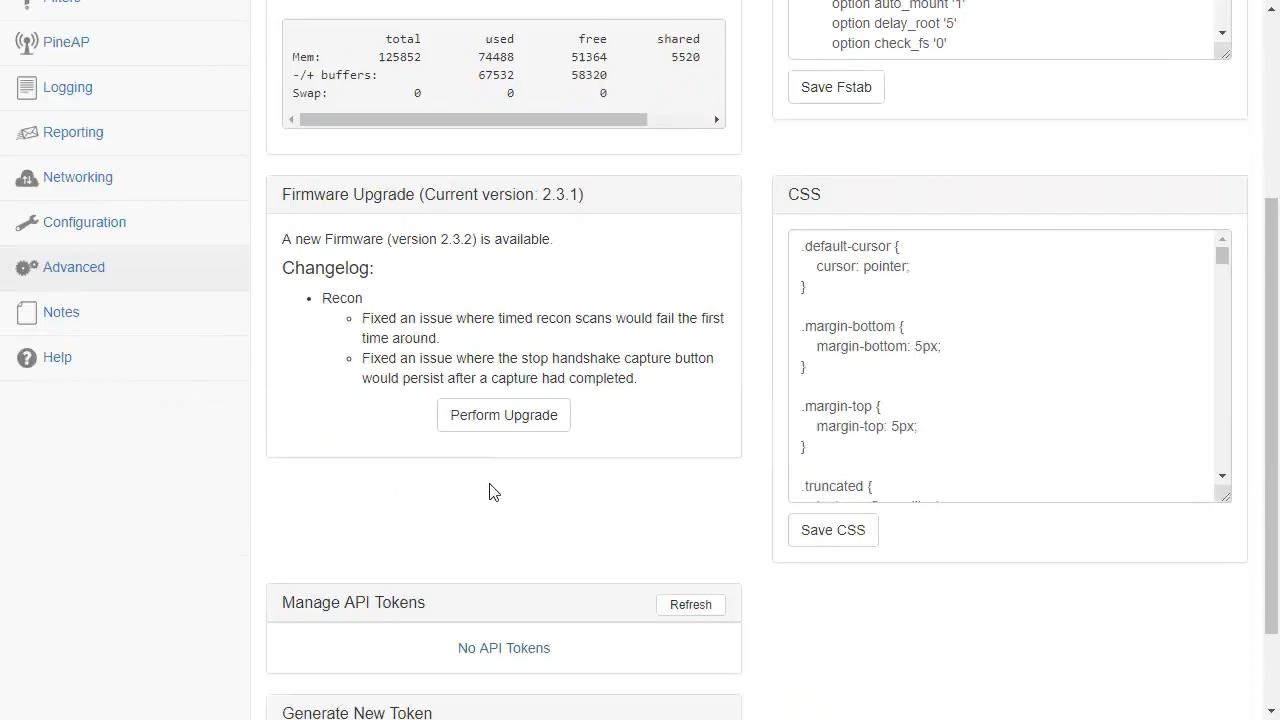 PineAP
Logging
Reporting
Networking
Configuration
Advanced
Notes
Help
total used free shared
Mem: 125852 74488 51364 5520
-/+ buffers: 67532 58320
Swap: 0 0 0
Firmware Upgrade (Current version: 2.3.1)
A new Firmware (version 2.3.2) is available.
Changelog:
Recon
Fixed an issue where timed recon scans would fail the first
time around.
Fixed an issue where the stop handshake capture button
would persist after a capture had completed.
Perform Upgrade
Manage API Tokens
Refresh
No API Tokens
Generate New Token
option auto_mount '1'
option delay_root '5'
option check_fs '0'
Save Fstab
CSS
.default-cursor {
cursor: pointer;
}
.margin-bottom {
margin-bottom: 5px;
}
.margin-top {
margin-top: 5px;
}
.truncated {
Save CSS